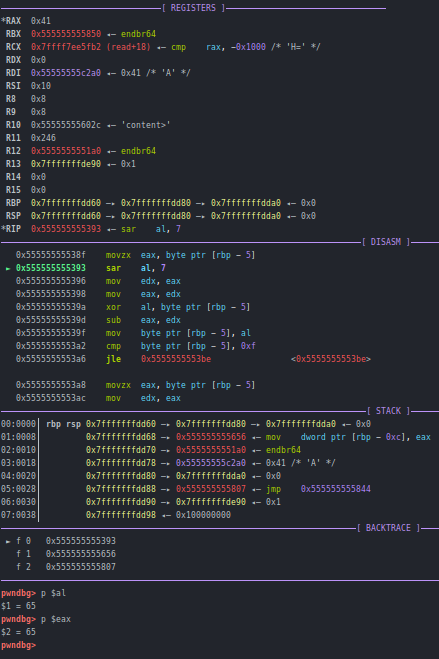 [ REGISTERS ]
*RAX  0x41
 RBX  0x555555555850 ◂— endbr64
 RCX  0x7ffff7ee5fb2 (read+18) ◂— cmp    rax, -0x1000 /* 'H=' */
 RDX  0x0
 RDI  0x55555555c2a0 ◂— 0x41 /* 'A' */
 RSI  0x10
 R8   0x0
 R9   0x0
 R10  0x55555555602c ◂— 'content>'
 R11  0x246
 R12  0x5555555551a0 ◂— endbr64
 R13  0x7fffffffde90 ◂— 0x1
 R14  0x0
 R15  0x0
 RBP  0x7fffffffdd60 —▸ 0x7fffffffdd80 —▸ 0x7fffffffdda0 ◂— 0x0
 RSP  0x7fffffffdd60 —▸ 0x7fffffffdd80 —▸ 0x7fffffffdda0 ◂— 0x0
*RIP  0x555555555393 ◂— sar    al, 7
[ DISASM ]
   0x55555555538f    movzx  eax, byte ptr [rbp - 5]
 ► 0x555555555393    sar    al, 7
   0x555555555396    mov    edx, eax
   0x555555555398    mov    eax, edx
   0x55555555539a    xor    al, byte ptr [rbp - 5]
   0x55555555539d    sub    eax, edx
   0x55555555539f    mov    byte ptr [rbp - 5], al
   0x5555555553a2    cmp    byte ptr [rbp - 5], 0xf
   0x5555555553a6    jle    0x5555555553be                <0x5555555553be>
   0x5555555553a8    movzx  eax, byte ptr [rbp - 5]
   0x5555555553ac    mov    edx, eax
[ STACK ]
00:0000│ rbp rsp 0x7fffffffdd60 —▸ 0x7fffffffdd80 —▸ 0x7fffffffdda0 ◂— 0x0
01:0008│         0x7fffffffdd68 —▸ 0x555555555656 ◂— mov    dword ptr [rbp - 0xc], eax
02:0010│         0x7fffffffdd70 —▸ 0x5555555551a0 ◂— endbr64
03:0018│         0x7fffffffdd78 —▸ 0x55555555c2a0 ◂— 0x41 /* 'A' */
04:0020│         0x7fffffffdd80 —▸ 0x7fffffffdda0 ◂— 0x0
05:0028│         0x7fffffffdd88 —▸ 0x555555555807 ◂— jmp    0x555555555844
06:0030│         0x7fffffffdd90 —▸ 0x7fffffffde90 ◂— 0x1
07:0038│         0x7fffffffdd98 ◂— 0x100000000
[ BACKTRACE ]
 ► f 0   0x555555555393
   f 1   0x555555555656
   f 2   0x555555555807
pwndbg> p $al
$1 = 65
pwndbg> p $eax
$2 = 65
pwndbg>